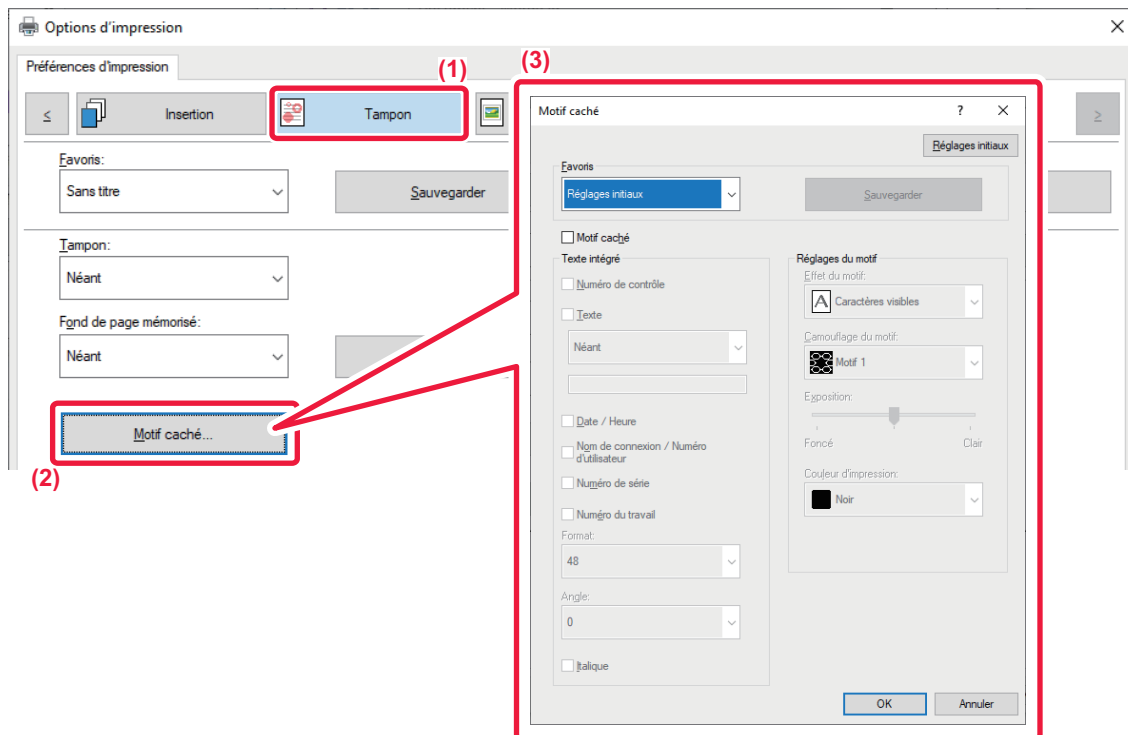 Options d'impression
Préférences d'impression
(1)
(3)
<
Insertion
Tampon
>
Favoris:
Sans titre
Sauvegarder
Tampon:
Néant
Fond de page mémorisé:
Néant
Motif caché...
(2)
Motif caché
?
Réglages initiaux
Favoris
Réglages initiaux
Sauvegarder
Motif caché
Texte intégré
Numéro de contrôle
Texte
Néant
Date / Heure
Nom de connexion / Numéro
d'utilisateur
Numéro de série
Numéro du travail
Format:
48
Angle:
0
Italique
Réglages du motif
Effet du motif:
A
Caractères visibles
Camouflage du motif:
Motif 1
Exposition:
Foncé
Clair
Couleur d'impression:
Noir
OK
Annuler